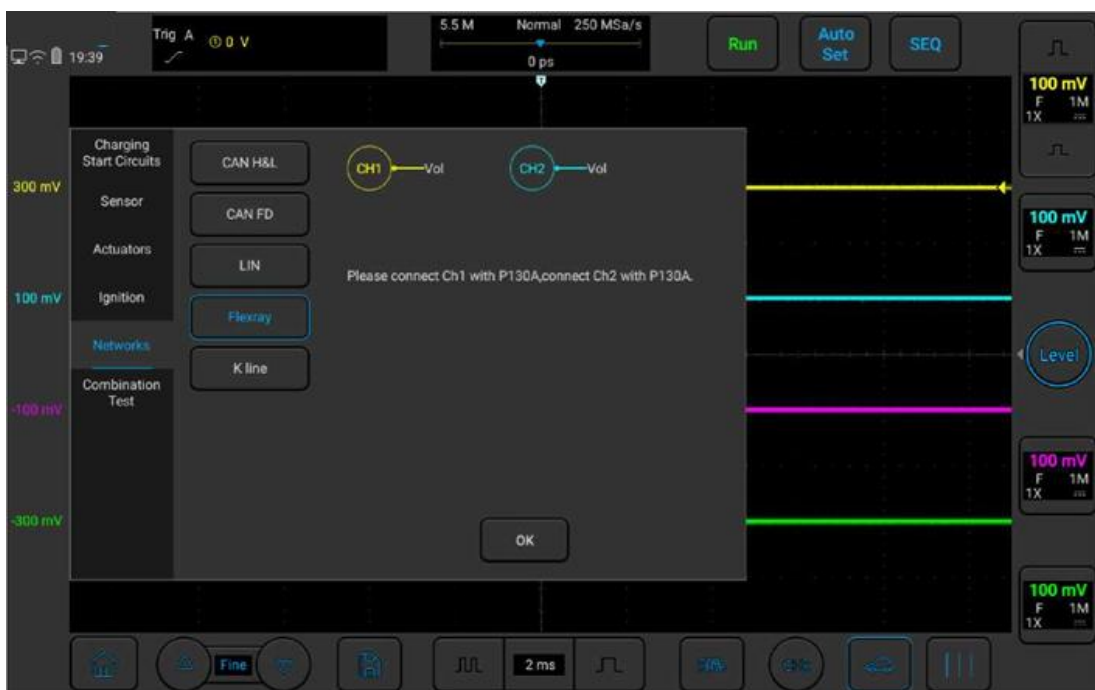 19:39
Trig A ① 0 V
5.5 M Normal 250 MSa/s
0 ps
T
Run
Auto
Set
SEQ
100 mV
F 1M
1X
300 mV
100 mV
-100 mV
-300 mV
Charging
Start Circuits
Sensor
Actuators
Ignition
Networks
Combination
Test
CAN H&L
CAN FD
LIN
Flexray
K line
CH1 Vol CH2 Vol
Please connect Ch1 with P130A,connect Ch2 with P130A.
OK
100 mV
F 1M
1X
Level
100 mV
F 1M
1X
100 mV
F 1M
1X
Fine
2 ms
50%